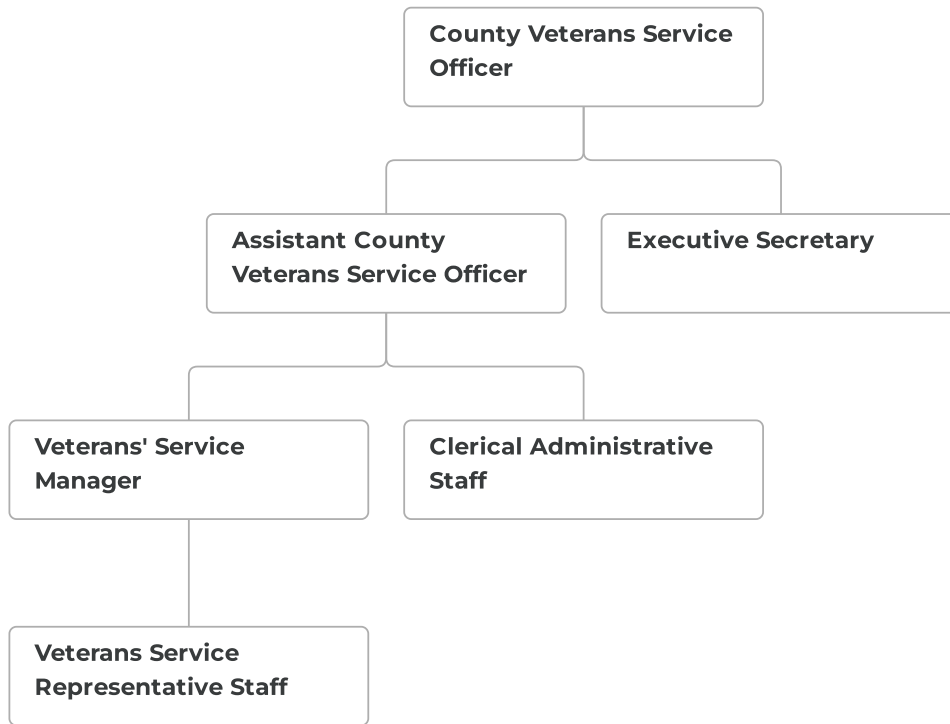 County Veterans Service
Officer
Assistant County
Veterans Service Officer
Executive Secretary
Veterans' Service
Manager
Clerical Administrative
Staff
Veterans Service
Representative Staff